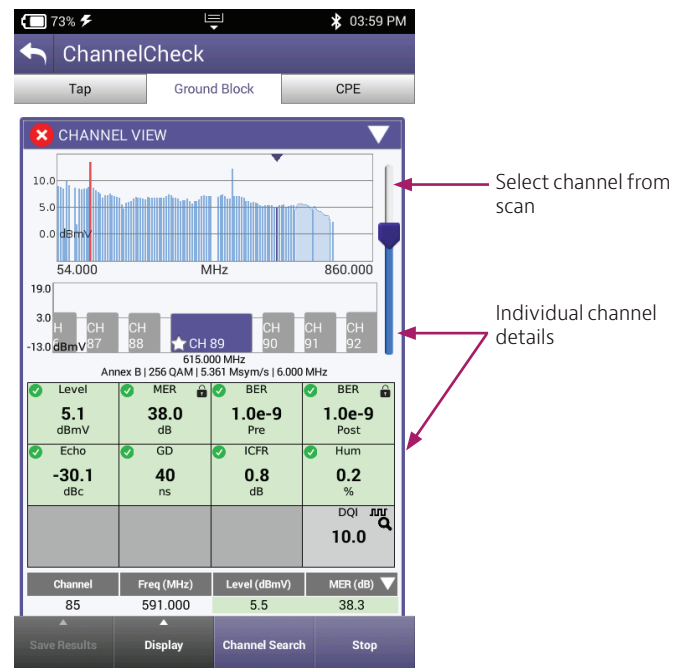 73% 03:59 PM
ChannelCheck
Tap Ground Block CPE
CHANNEL VIEW
10.0
5.0
0.0 dBmV
54.000 MHz 860.000
Select channel from
scan
19.0
3.0
-13.0 dBmV
H CH CH CH CH CH
87 88 CH 89 90 91 92
615.000 MHz
Annex B | 256 QAM | 5.361 Msym/s | 6.000 MHz
Individual channel
details
Level MER BER BER
5.1 38.0 1.0e-9 1.0e-9
dBmV dB Pre Post
Echo GD ICFR Hum
-30.1 40 0.8 0.2
dBc ns dB %
DQI
10.0
Channel Freq (MHz) Level (dBmV) MER (dB)
85 591.000 5.5 38.3
Save Results Display Channel Search Stop